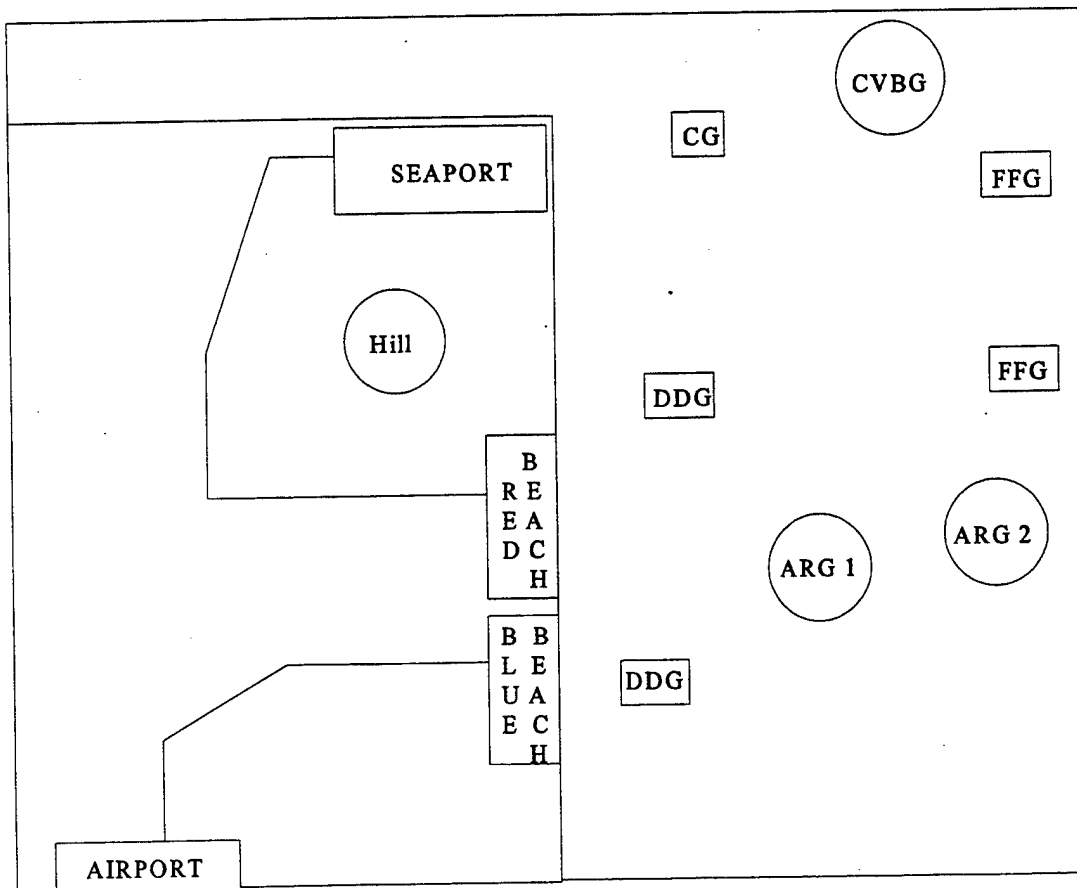 CVBG
CG
FFG
SEAPORT
Hill
FFG
DDG
RED BEACH
ARG 2
ARG 1
BLUE BEACH
DDG
AIRPORT